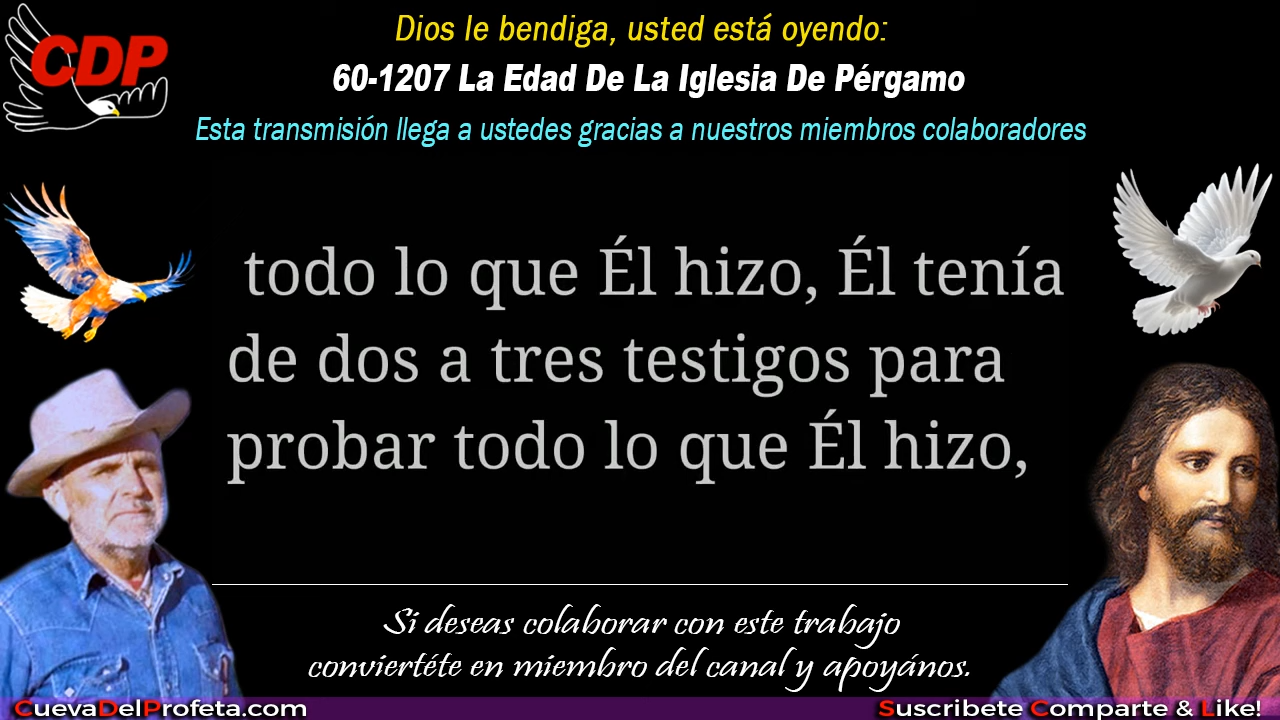 CDP
Dios le bendiga, usted está oyendo:
60-1207 La Edad De La Iglesia De Pérgamo
Esta transmisión llega a ustedes gracias a nuestros miembros colaboradores
todo lo que Él hizo, Él tenía
de dos a tres testigos para
probar todo lo que Él hizo,
Si deseas colaborar con este trabajo
conviertéte en miembro del canal y apoyános.
CuevaDelProfeta.com
Suscribete Comparte & Like!